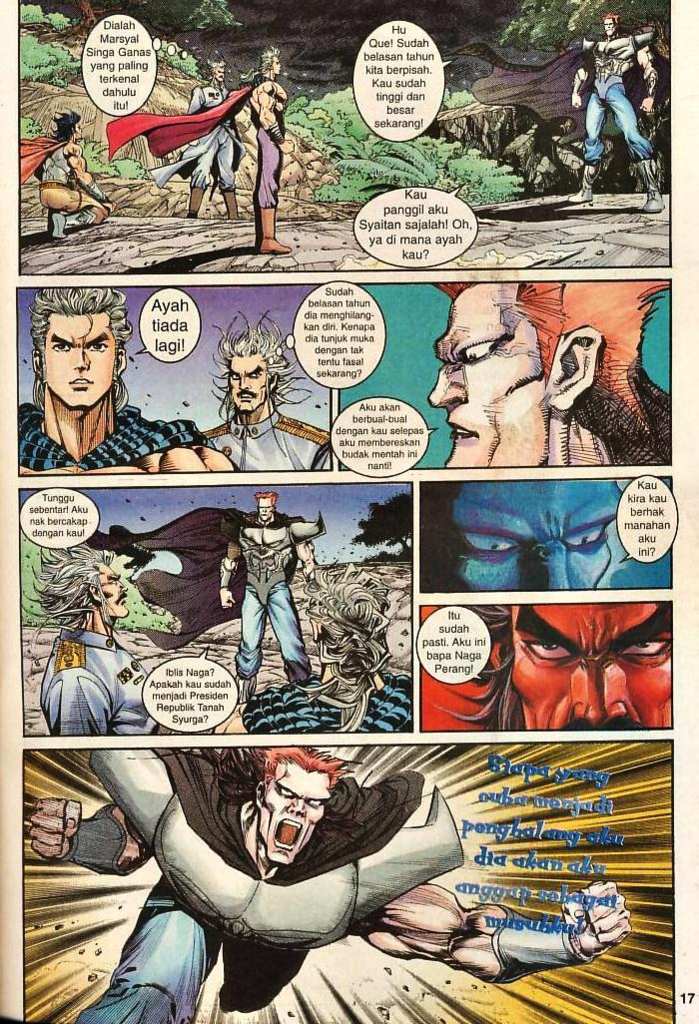 Dialah
Marsyal
Singa Ganas
yang paling
terkenal
dahulu
itu!
Hu
Que! Sudah
belasan tahun
kita berpisah.
Kau sudah
tinggi dan
besar
sekarang!
Kau
panggil aku
Syaitan sajalah! Oh,
ya di mana ayah
kau?
Ayah
tiada
lagi!
Sudah
belasan tahun
dia menghilang-
kan diri. Kenapa
dia tunjuk muka
dengan tak
tentu fasal
sekarang?
Aku akan
berbual-bual
dengan kau selepas
aku membereskan
budak mentah ini
nanti!
Tunggu
sebentar! Aku
nak bercakap
dengan kau!
Iblis Naga?
Apakah kau sudah
menjadi Presiden
Republik Tanah
Syurga?
Kau
kira kau
berhak
manahan
aku
ini?
Itu
sudah
pasti. Aku ini
bapa Naga
Perang!
Siapa yang
cuba menjadi
penghalang aku
dia akan aku
anggap sebagai
musuhku!
17